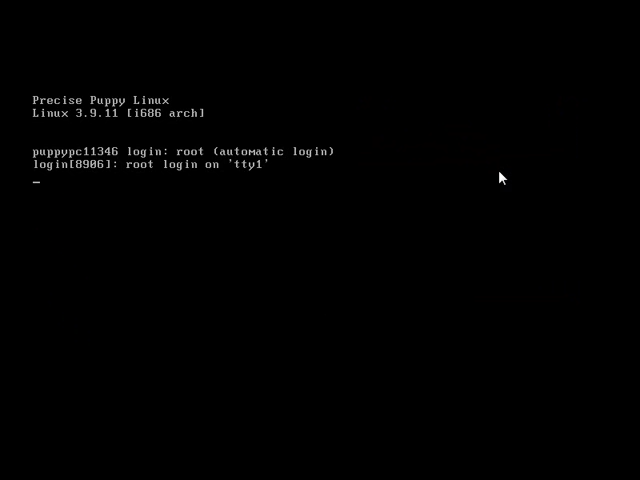 Precise Puppy Linux
Linux 3.9.11 [i686 arch]
puppypc11346 login: root (automatic login)
login[8906]: root login on 'tty1'
_